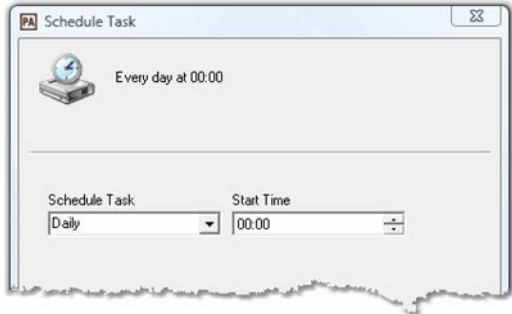 PA Schedule Task
Every day at 00:00
Schedule Task Start Time
Daily 00:00